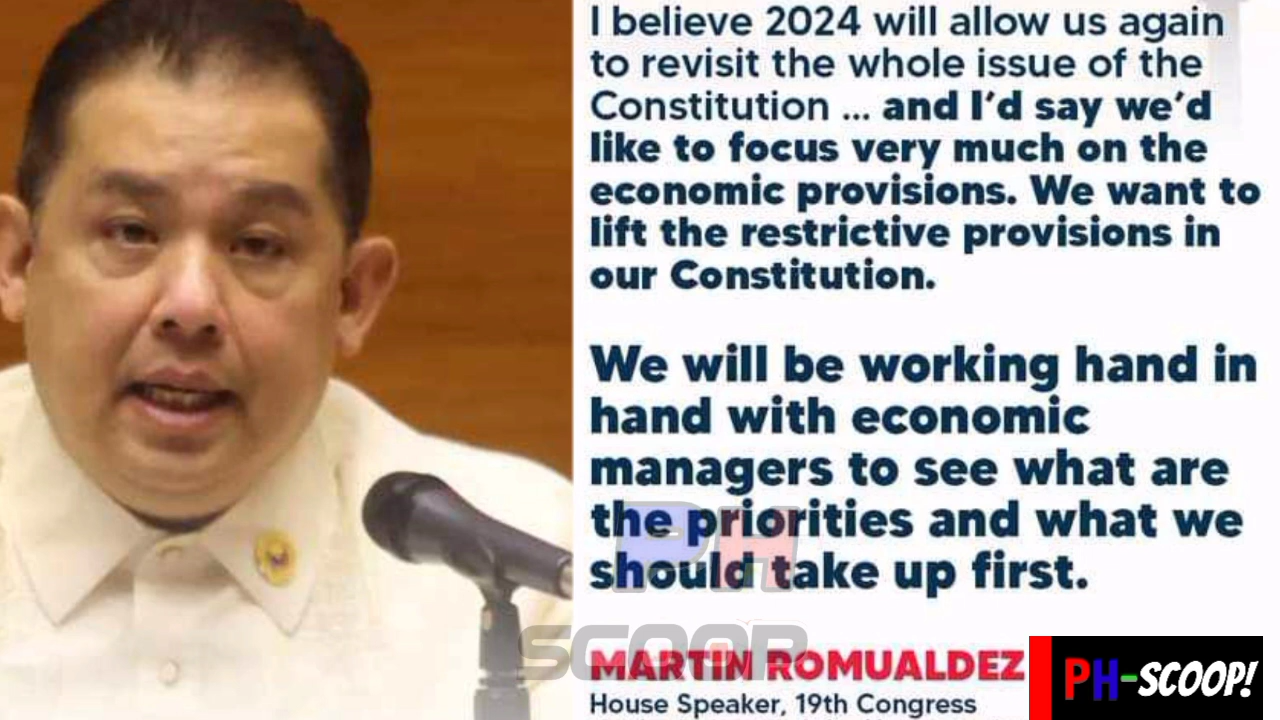 I believe 2024 will allow us again
to revisit the whole issue of the
Constitution ... and I'd say we'd
like to focus very much on the
economic provisions. We want to
lift the restrictive provisions in
our Constitution.
We will be working hand in
hand with economic
managers to see what are
the priorities and what we
should take up first.
PH
SCOOP
MARTIN ROMUALDEZ
House Speaker, 19th Congress
PH-SCOOP!